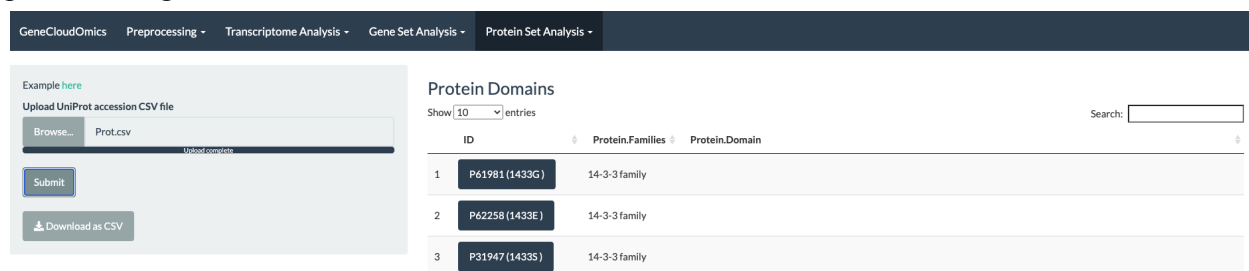 GeneCloudOmics Preprocessing Transcriptome Analysis Gene Set Analysis Protein Set Analysis
Example here
Upload UniProt accession CSV file
Browse... Prot.csv
Upload complete
Submit
Download as CSV
Protein Domains
Show 10 entries Search:
ID Protein.Families Protein.Domain
1 P61981 (1433G ) 14-3-3 family
2 P62258 (1433E ) 14-3-3 family
3 P31947 (1433S ) 14-3-3 family